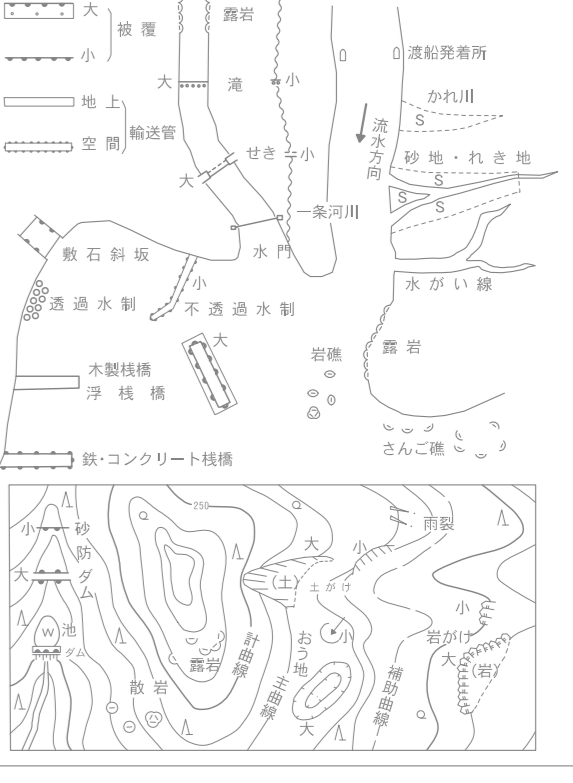 大
被覆
小
地上
輸送管
空間
露岩
大
滝
小
せき
小
大
一条河川
水門
渡船発着所
かれ川
S
流水方向
砂地・れき地
S
S
S
水がい線
敷石斜坂
透過水制
小
不透過水制
大
木製桟橋
浮桟橋
鉄・コンクリート桟橋
岩礁
露岩
さんご礁
250
小
砂防ダム
大
W
池
ダム
散岩
露岩
計曲線
主曲線
大
小
(土)
土がけ
おう地
小
大
補助曲線
雨裂
小
岩がけ
大
(岩)